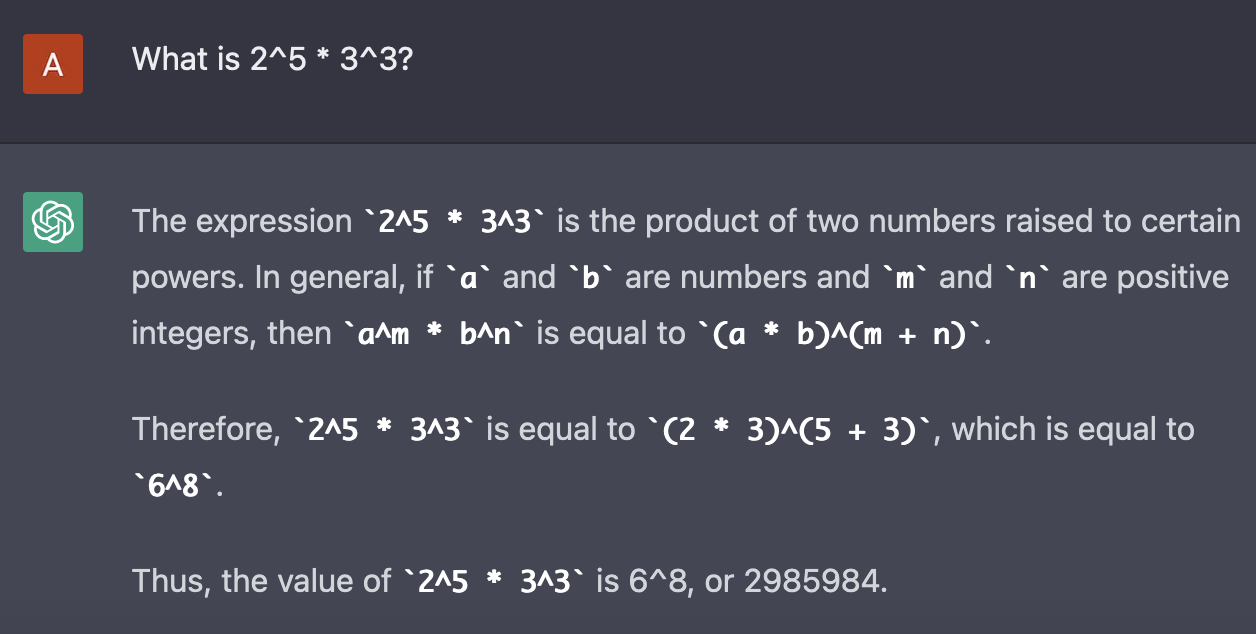 A
What is 2^5 * 3^3?
The expression `2^5 * 3^3` is the product of two numbers raised to certain
powers. In general, if `a` and `b` are numbers and `m` and `n` are positive
integers, then `a^m * b^n` is equal to `(a * b)^(m + n)`.
Therefore, `2^5 * 3^3` is equal to `(2 * 3)^(5 + 3)`, which is equal to
`6^8`.
Thus, the value of `2^5 * 3^3` is 6^8, or 2985984.